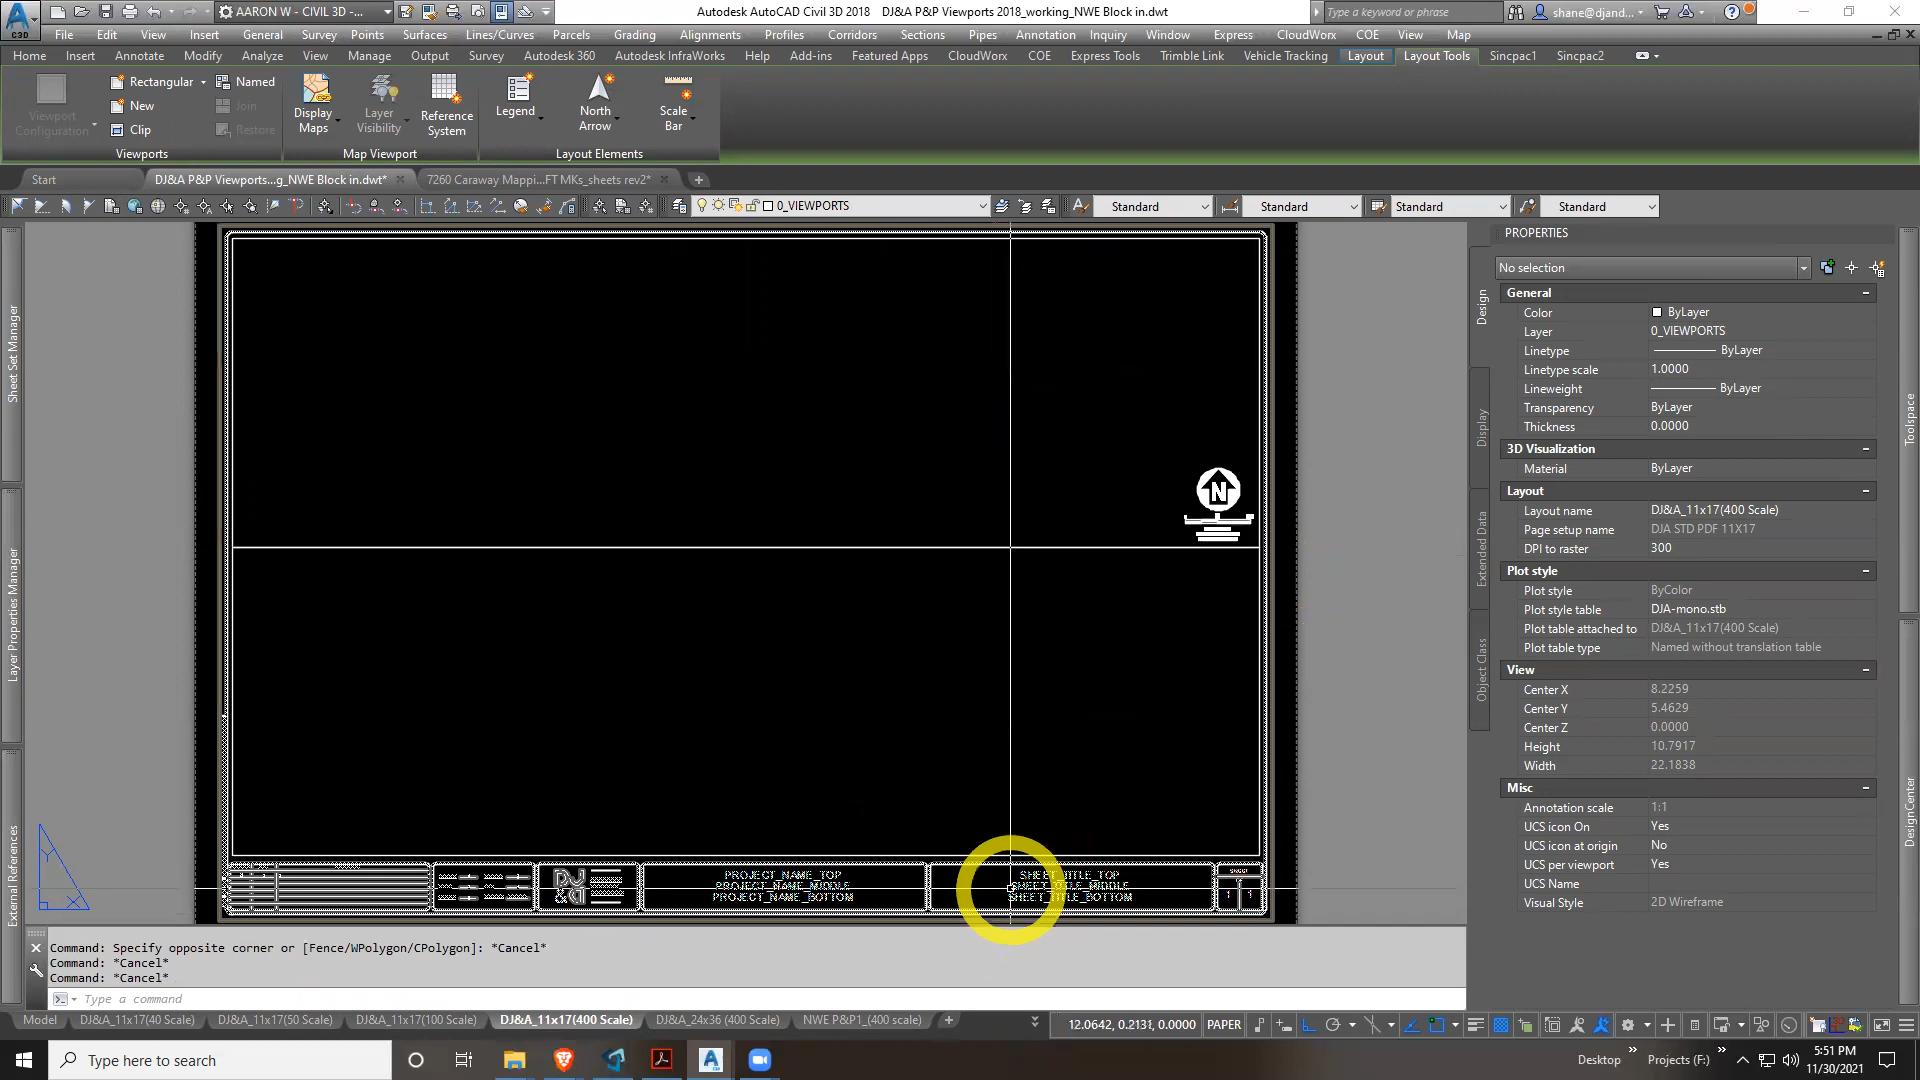 AARON W - CIVIL 3D -...
Autodesk AutoCAD Civil 3D 2018 DJ&A P&P Viewports 2018_working_NWE Block in.dwt
Type a keyword or phrase
shane@djand...
C3D
File Edit View Insert General Survey Points Surfaces Lines/Curves Parcels Grading Alignments Profiles Corridors Sections Pipes Annotation Inquiry Window Express CloudWorx COE View Map
Home Insert Annotate Modify Analyze View Manage Output Survey Autodesk 360 Autodesk InfraWorks Help Add-ins Featured Apps CloudWorx COE Express Tools Trimble Link Vehicle Tracking Layout Layout Tools Sincpac1 Sincpac2
Viewport
Configuration
Rectangular
New
Clip
Named
Join
Restore
Display
Maps
Layer
Visibility
Reference
System
Legend
North
Arrow
Scale
Bar
Viewports
Map Viewport
Layout Elements
Start
DJ&A P&P Viewports...g_NWE Block in.dwt*
7260 Caraway Mappi...FT MKs_sheets rev2*
0_VIEWPORTS
Standard
Standard
Standard
Standard
Sheet Set Manager
Layer Properties Manager
External References
N
Y
X
DJ
&A
PROJECT_NAME_TOP
PROJECT_NAME_MIDDLE
PROJECT_NAME_BOTTOM
SHEET_TITLE_TOP
SHEET_TITLE_MIDDLE
SHEET_TITLE_BOTTOM
SHEET
1 1
PROPERTIES
No selection
Design
Display
Extended Data
Object Class
Toolspace
DesignCenter
General
Color ByLayer
Layer 0_VIEWPORTS
Linetype ByLayer
Linetype scale 1.0000
Lineweight ByLayer
Transparency ByLayer
Thickness 0.0000
3D Visualization
Material ByLayer
Layout
Layout name DJ&A_11x17(400 Scale)
Page setup name DJA STD PDF 11X17
DPI to raster 300
Plot style
Plot style ByColor
Plot style table DJA-mono.stb
Plot table attached to DJ&A_11x17(400 Scale)
Plot table type Named without translation table
View
Center X 8.2259
Center Y 5.4629
Center Z 0.0000
Height 10.7917
Width 22.1838
Misc
Annotation scale 1:1
UCS icon On Yes
UCS icon at origin No
UCS per viewport Yes
UCS Name
Visual Style 2D Wireframe
Command: Specify opposite corner or [Fence/WPolygon/CPolygon]: *Cancel*
Command: *Cancel*
Command: *Cancel*
Type a command
Model DJ&A_11x17(40 Scale) DJ&A_11x17(50 Scale) DJ&A_11x17(100 Scale) DJ&A_11x17(400 Scale) DJ&A_24x36 (400 Scale) NWE P&P1_(400 scale)
12.0642, 0.2131, 0.0000 PAPER
Type here to search
Desktop
Projects (F:)
5:51 PM
11/30/2021